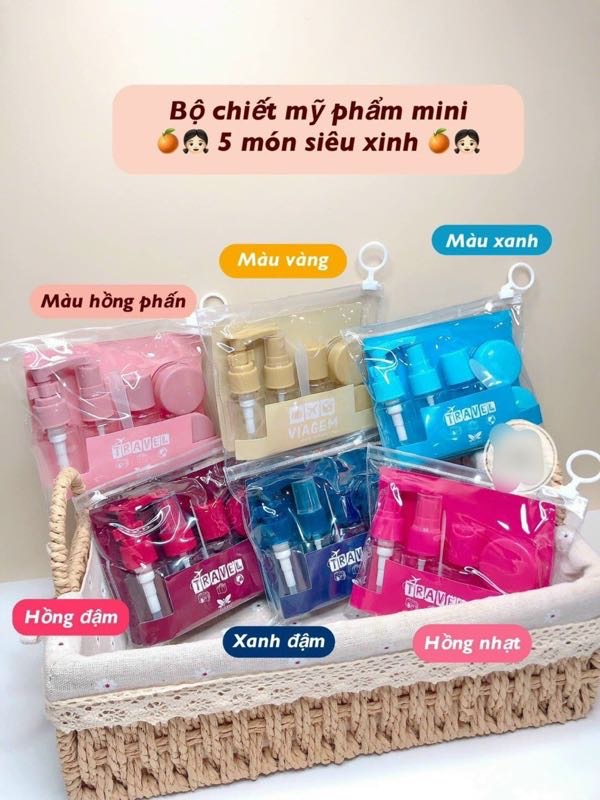 Bộ chiết mỹ phẩm mini
🍊👧🏻 5 món siêu xinh 🍊👧🏻
Màu xanh
Màu vàng
Màu hồng phấn
TRAVEL
VIAGEM
TRAVEL
TRAVEL
TRAVEL
TRAVEL
Hồng đậm
Xanh đậm
Hồng nhạt